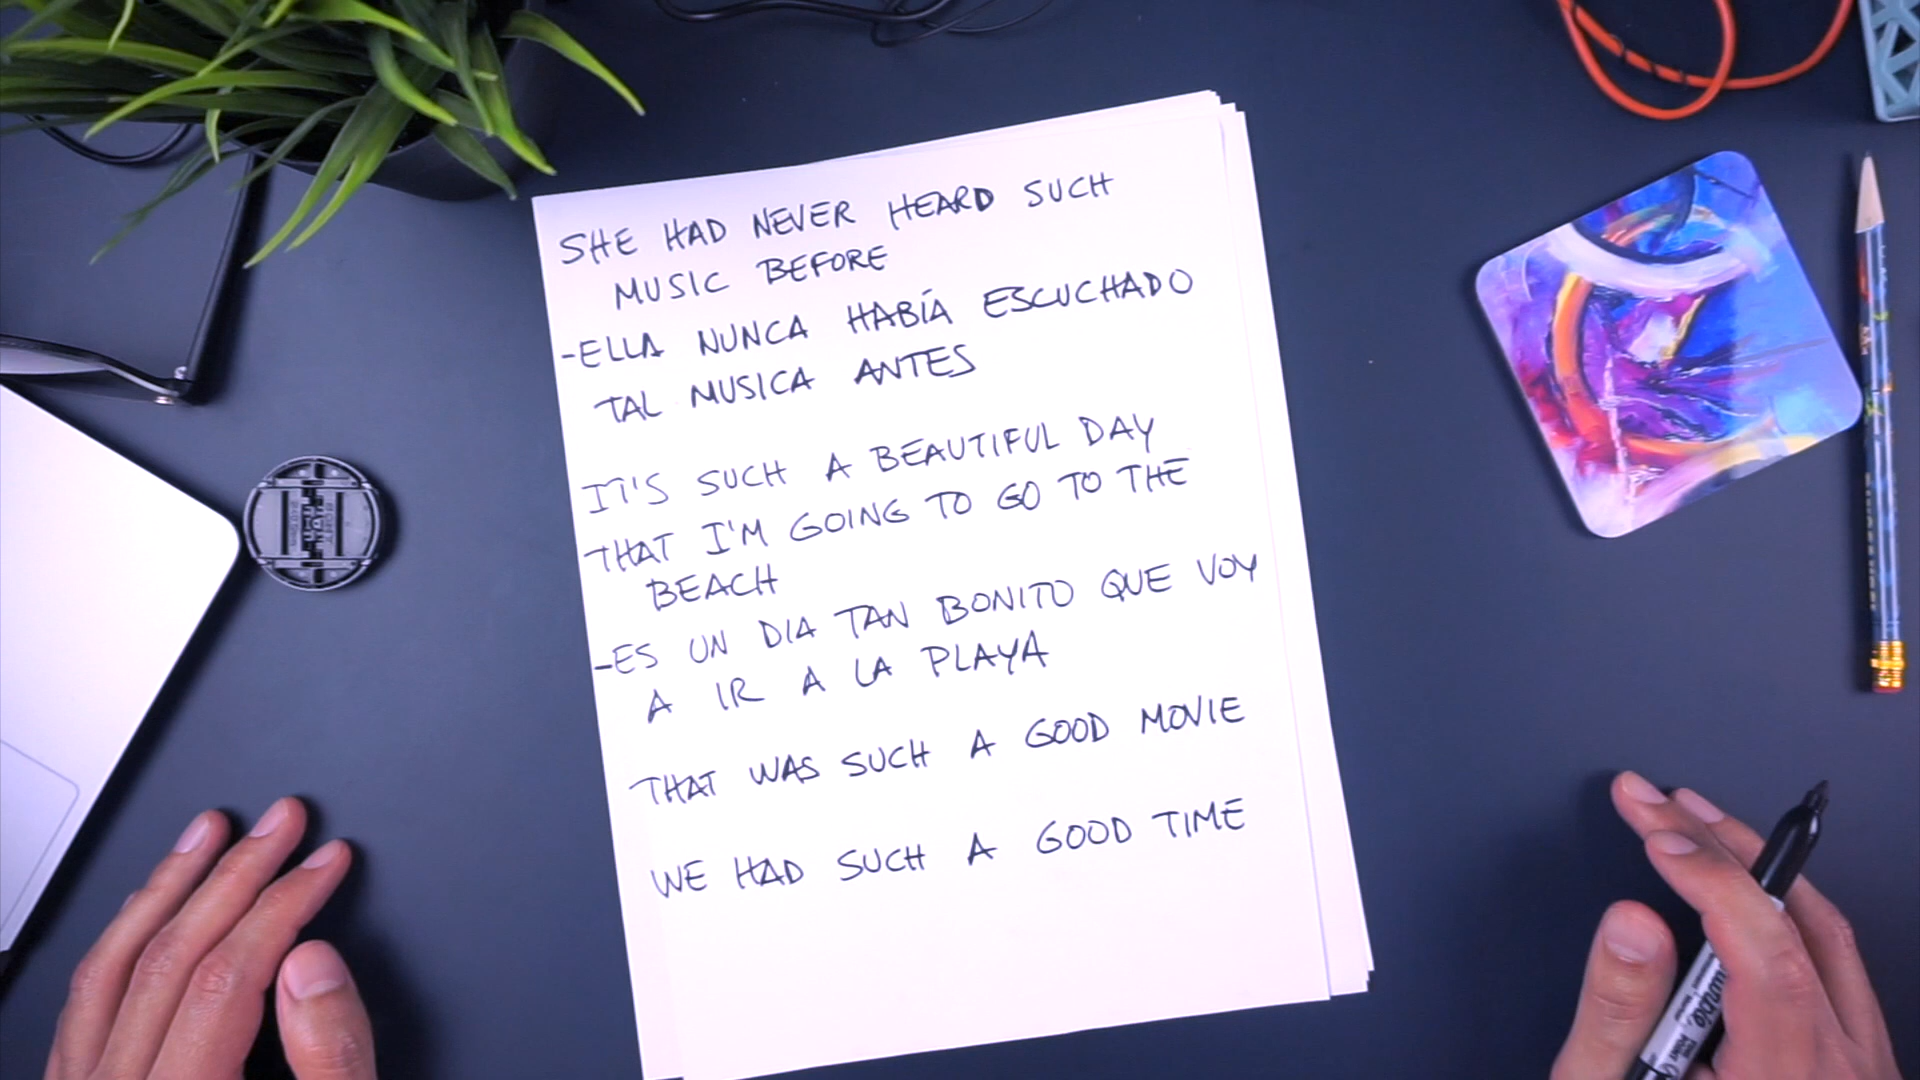 SHE HAD NEVER HEARD SUCH
MUSIC BEFORE
-ELLA NUNCA HABÍA ESCUCHADO
TAL MUSICA ANTES
IT'S SUCH A BEAUTIFUL DAY
THAT I'M GOING TO GO TO THE
BEACH
-ES UN DIA TAN BONITO QUE VOY
A IR A LA PLAYA
THAT WAS SUCH A GOOD MOVIE
WE HAD SUCH A GOOD TIME